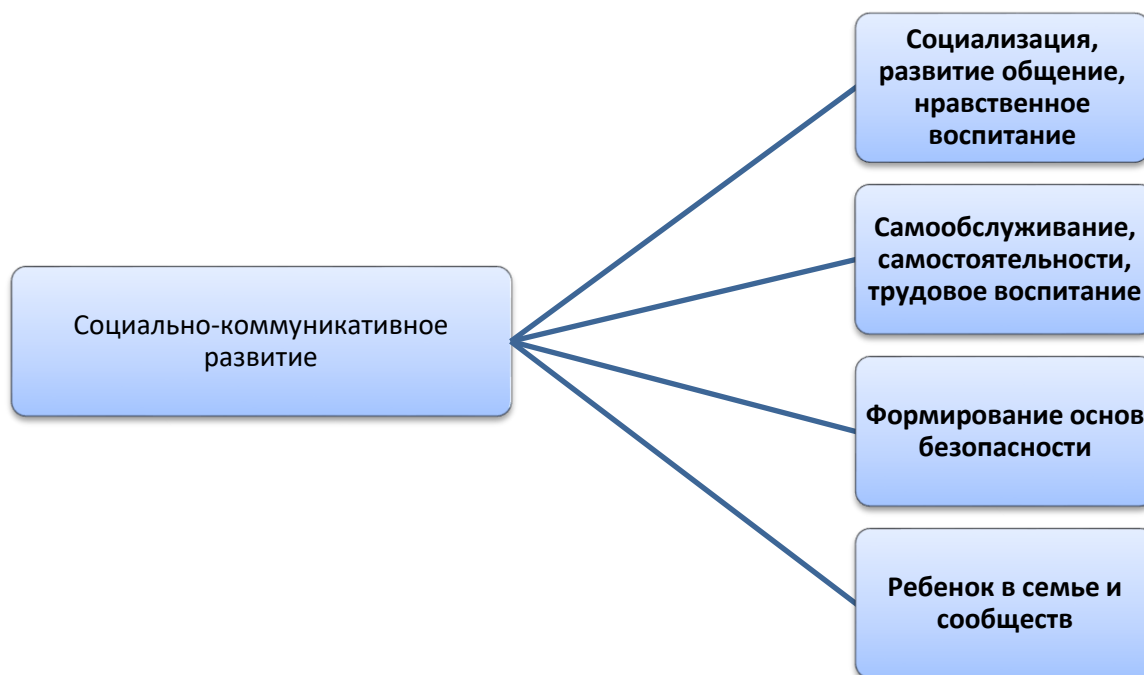 Социально-коммуникативное
развитие
Социализация,
развитие общение,
нравственное
воспитание
Самообслуживание,
самостоятельности,
трудовое воспитание
Формирование основ
безопасности
Ребенок в семье и
сообществ